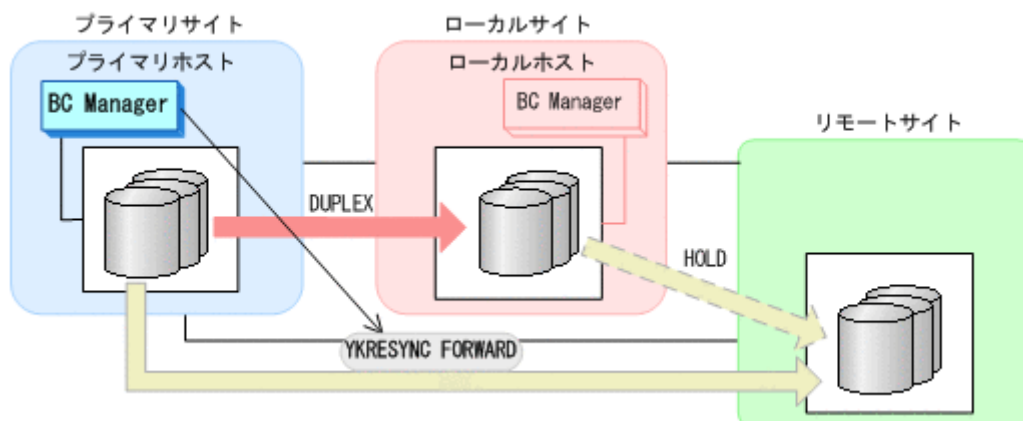 プライマリサイト
プライマリホスト
BC Manager
ローカルサイト
ローカルホスト
BC Manager
リモートサイト
DUPLEX
HOLD
YKRESYNC FORWARD